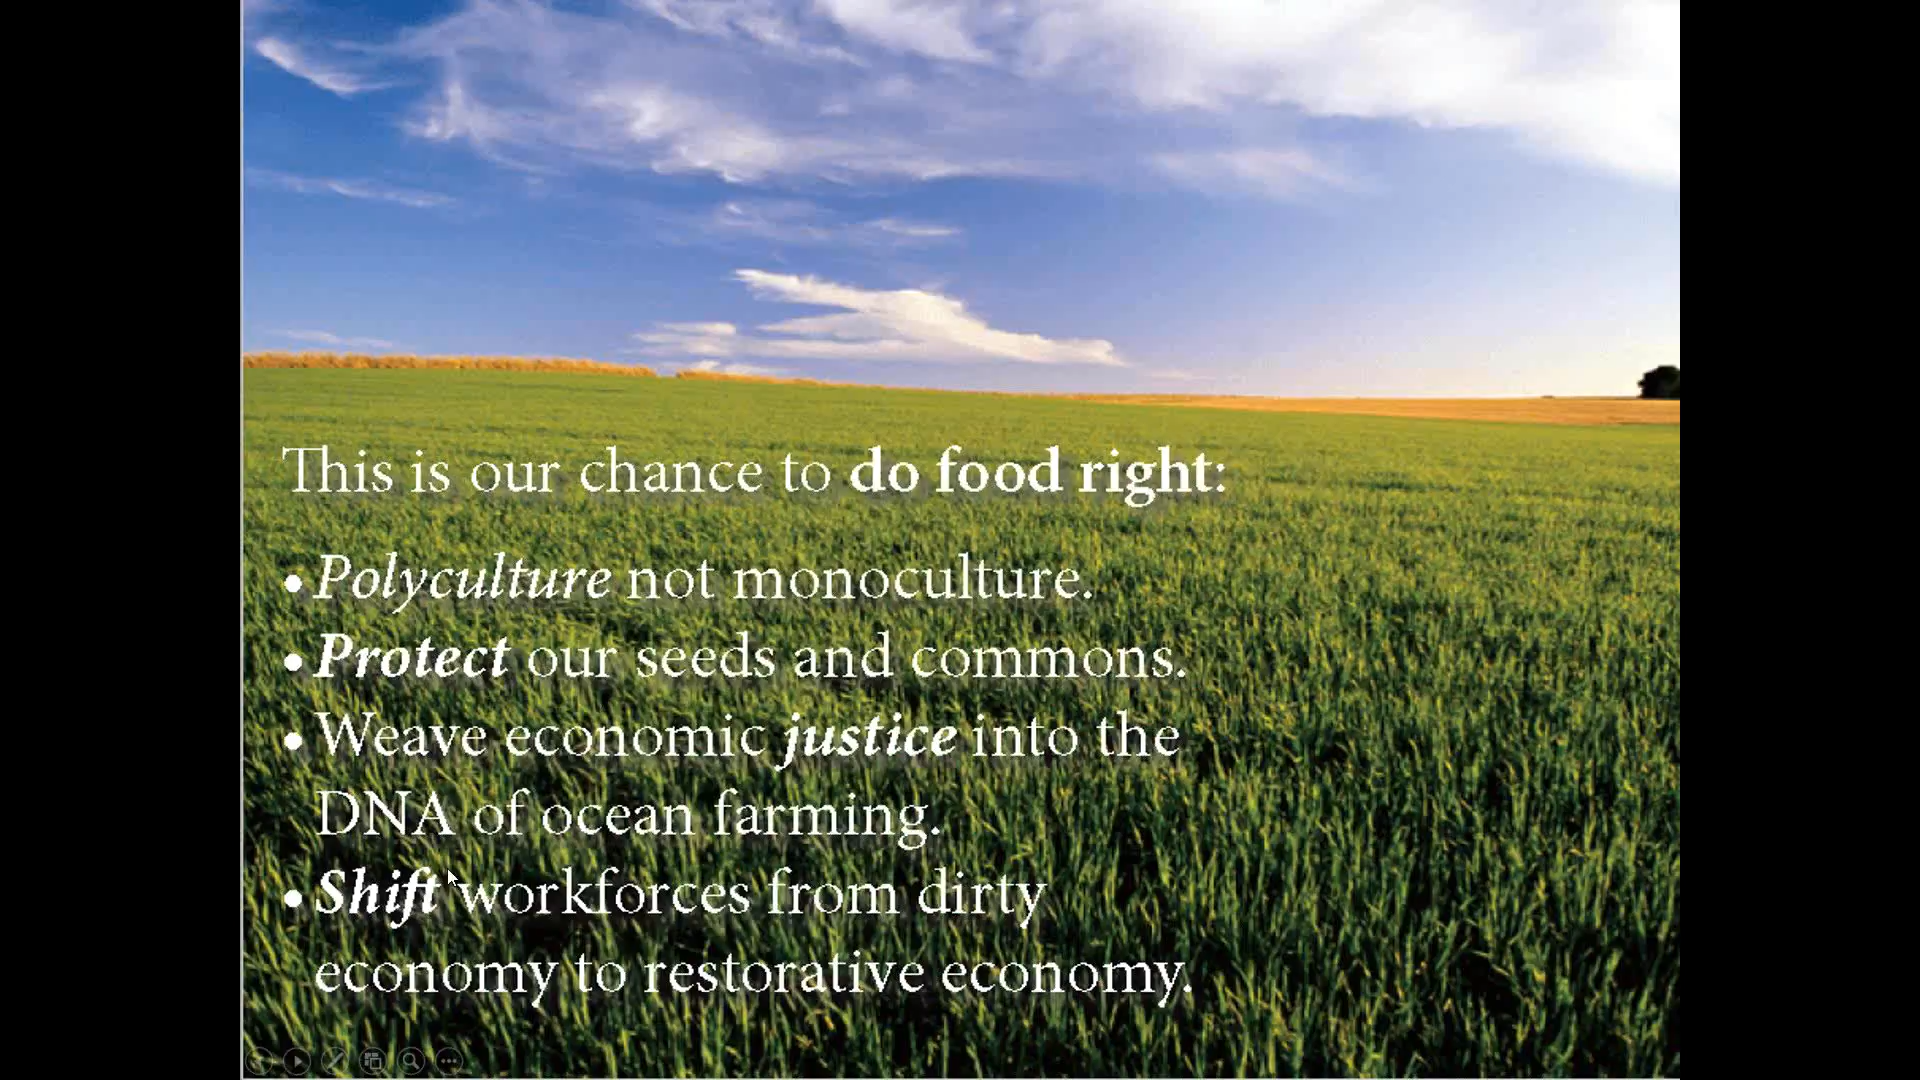 This is our chance to do food right:
• Polyculture not monoculture.
• Protect our seeds and commons.
• Weave economic justice into the
DNA of ocean farming.
• Shift workforces from dirty
economy to restorative economy.